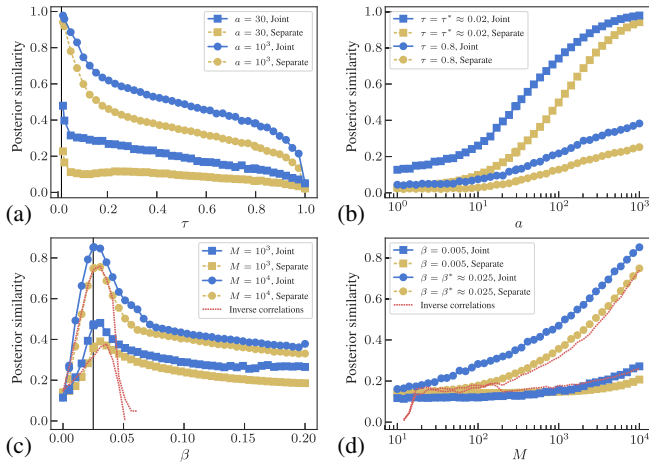 1.0
0.8
0.6
0.4
0.2
0.0
Posterior similarity
a = 30, Joint
a = 30, Separate
a = 10³, Joint
a = 10³, Separate
0.0 0.2 0.4 0.6 0.8 1.0
τ
(a)
1.0
0.8
0.6
0.4
0.2
0.0
Posterior similarity
τ = τ* ≈ 0.02, Joint
τ = τ* ≈ 0.02, Separate
τ = 0.8, Joint
τ = 0.8, Separate
10⁰ 10¹ 10² 10³
a
(b)
0.8
0.6
0.4
0.2
0.0
Posterior similarity
M = 10³, Joint
M = 10³, Separate
M = 10⁴, Joint
M = 10⁴, Separate
Inverse correlations
0.00 0.05 0.10 0.15 0.20
β
(c)
0.8
0.6
0.4
0.2
0.0
Posterior similarity
β = 0.005, Joint
β = 0.005, Separate
β = β* ≈ 0.025, Joint
β = β* ≈ 0.025, Separate
Inverse correlations
10¹ 10² 10³ 10⁴
M
(d)